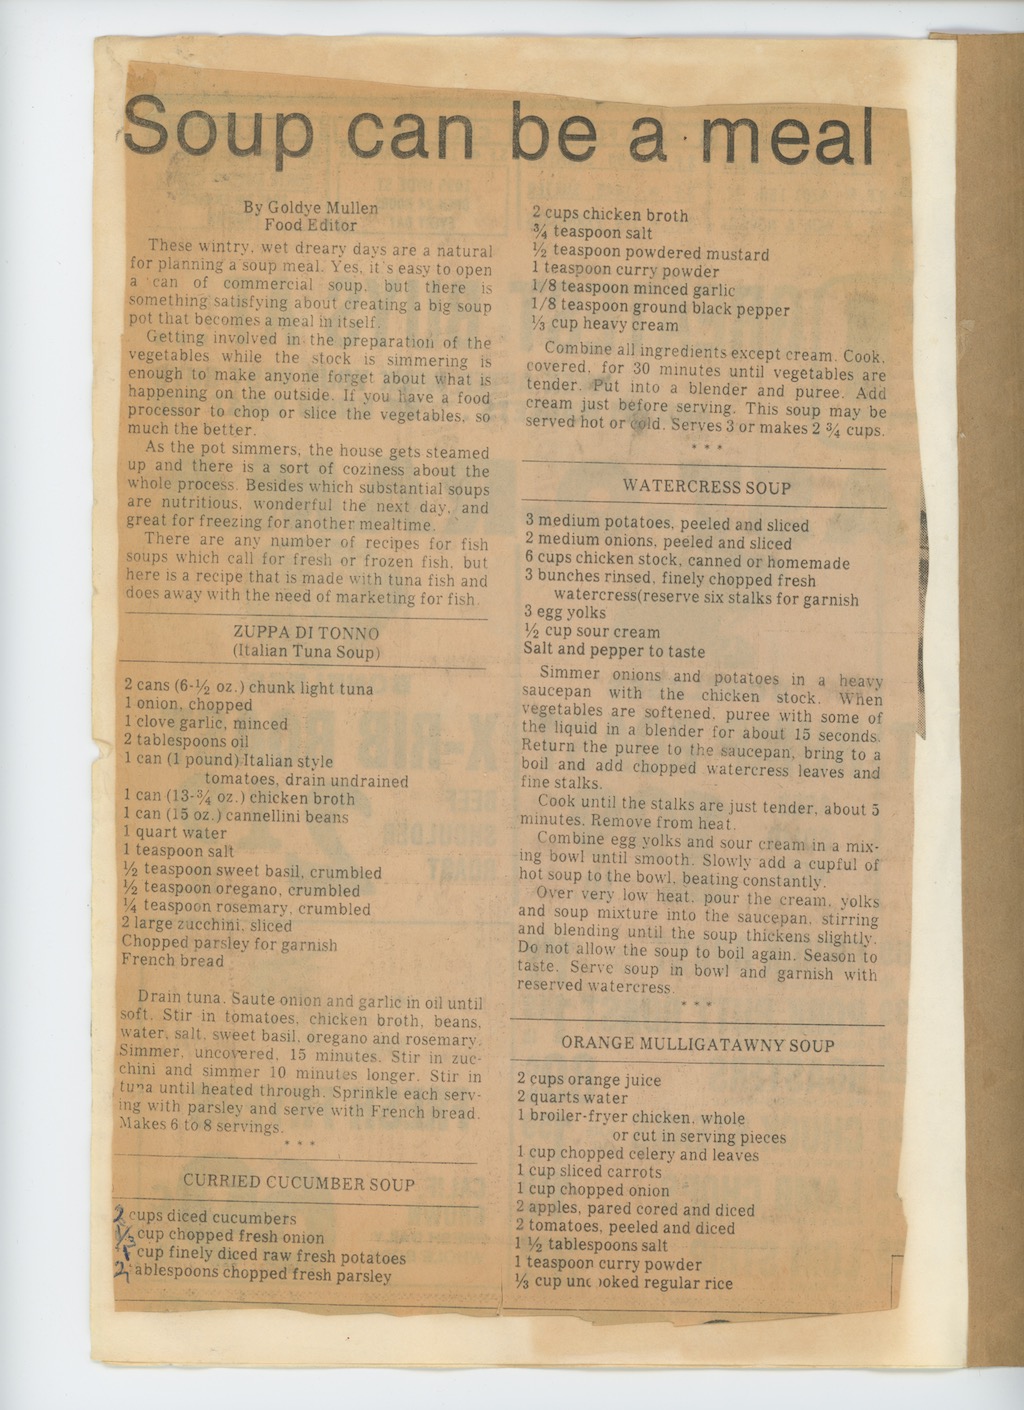 Soup can be a meal
By Goldye Mullen
Food Editor
These wintry, wet dreary days are a natural
for planning a soup meal. Yes, it's easy to open
a can of commercial soup, but there is
something satisfying about creating a big soup
pot that becomes a meal in itself.
Getting involved in the preparation of the
vegetables while the stock is simmering is
enough to make anyone forget about what is
happening on the outside. If you have a food
processor to chop or slice the vegetables, so
much the better.
As the pot simmers, the house gets steamed
up and there is a sort of coziness about the
whole process. Besides which substantial soups
are nutritious, wonderful the next day, and
great for freezing for another mealtime.
There are any number of recipes for fish
soups which call for fresh or frozen fish, but
here is a recipe that is made with tuna fish and
does away with the need of marketing for fish.
ZUPPA DI TONNO
(Italian Tuna Soup)
2 cans (6-½ oz.) chunk light tuna
1 onion, chopped
1 clove garlic, minced
2 tablespoons oil
1 can (1 pound) Italian style
tomatoes, drain undrained
1 can (13-¾ oz.) chicken broth
1 can (15 oz.) cannellini beans
1 quart water
1 teaspoon salt
½ teaspoon sweet basil, crumbled
½ teaspoon oregano, crumbled
¼ teaspoon rosemary, crumbled
2 large zucchini, sliced
Chopped parsley for garnish
French bread
Drain tuna. Saute onion and garlic in oil until
soft. Stir in tomatoes, chicken broth, beans,
water, salt, sweet basil, oregano and rosemary.
Simmer, uncovered, 15 minutes. Stir in zuc-
chini and simmer 10 minutes longer. Stir in
tuna until heated through. Sprinkle each serv-
ing with parsley and serve with French bread.
Makes 6 to 8 servings.
* * *
CURRIED CUCUMBER SOUP
2 cups diced cucumbers
⅓ cup chopped fresh onion
cup finely diced raw fresh potatoes
2 tablespoons chopped fresh parsley
2 cups chicken broth
¾ teaspoon salt
½ teaspoon powdered mustard
1 teaspoon curry powder
1/8 teaspoon minced garlic
1/8 teaspoon ground black pepper
⅓ cup heavy cream
Combine all ingredients except cream. Cook,
covered, for 30 minutes until vegetables are
tender. Put into a blender and puree. Add
cream just before serving. This soup may be
served hot or cold. Serves 3 or makes 2 ¾ cups.
* * *
WATERCRESS SOUP
3 medium potatoes, peeled and sliced
2 medium onions, peeled and sliced
6 cups chicken stock, canned or homemade
3 bunches rinsed, finely chopped fresh
watercress(reserve six stalks for garnish
3 egg yolks
½ cup sour cream
Salt and pepper to taste
Simmer onions and potatoes in a heavy
saucepan with the chicken stock. When
vegetables are softened, puree with some of
the liquid in a blender for about 15 seconds.
Return the puree to the saucepan, bring to a
boil and add chopped watercress leaves and
fine stalks.
Cook until the stalks are just tender, about 5
minutes. Remove from heat.
Combine egg yolks and sour cream in a mix-
ing bowl until smooth. Slowly add a cupful of
hot soup to the bowl, beating constantly.
Over very low heat, pour the cream, yolks
and soup mixture into the saucepan, stirring
and blending until the soup thickens slightly.
Do not allow the soup to boil again. Season to
taste. Serve soup in bowl and garnish with
reserved watercress.
* * *
ORANGE MULLIGATAWNY SOUP
2 cups orange juice
2 quarts water
1 broiler-fryer chicken, whole
or cut in serving pieces
1 cup chopped celery and leaves
1 cup sliced carrots
1 cup chopped onion
2 apples, pared cored and diced
2 tomatoes, peeled and diced
1 ½ tablespoons salt
1 teaspoon curry powder
⅓ cup uncooked regular rice